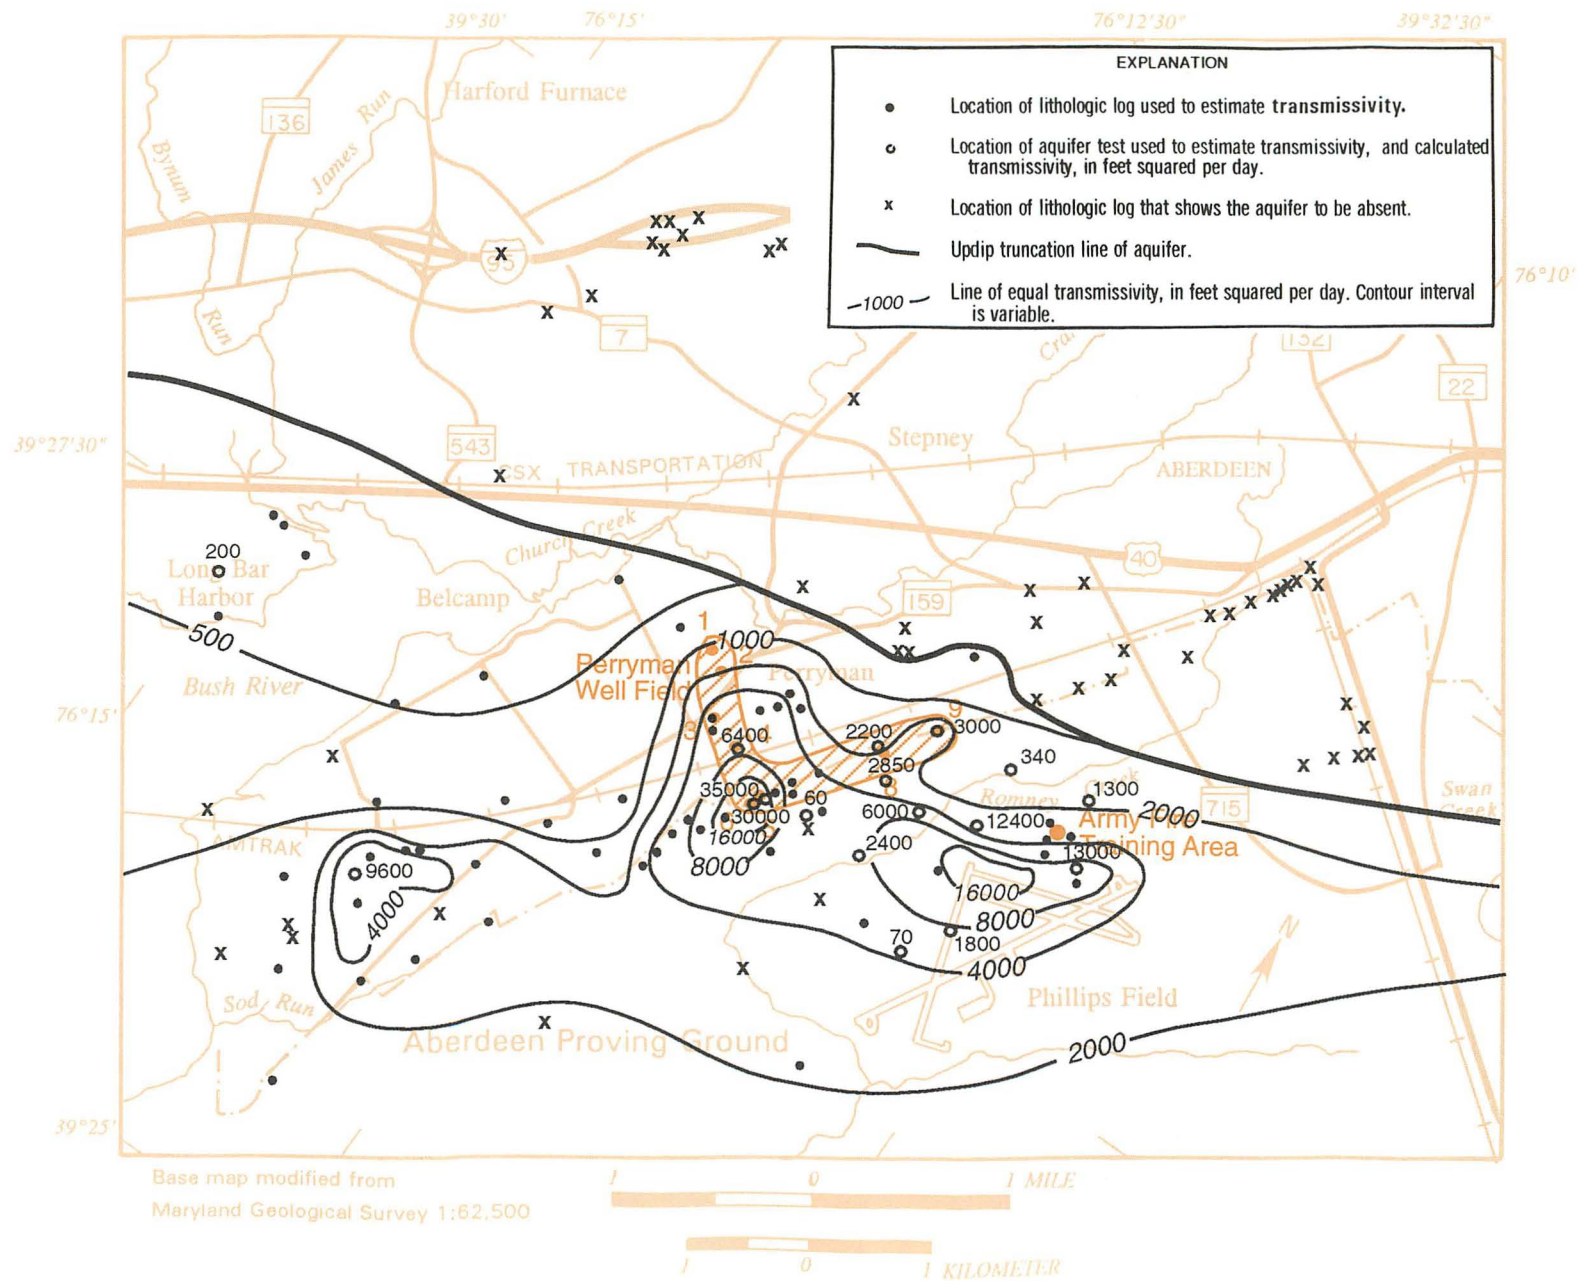 39°30'
76°15'
76°12'30"
39°32'30"
EXPLANATION
Location of lithologic log used to estimate transmissivity.
Location of aquifer test used to estimate transmissivity, and calculated
transmissivity, in feet squared per day.
x Location of lithologic log that shows the aquifer to be absent.
Updip truncation line of aquifer.
1000
Line of equal transmissivity, in feet squared per day. Contour interval
is variable.
Harford Furnace
136
Bynum
Run
James Run
95
7
76°10'
132
22
39°27'30"
543
Stepney
CSX TRANSPORTATION
ABERDEEN
Church Creek
40
200
Long Bar
Harbor
Belcamp
159
500
1
1000
2
Perryman
Well Field
Perryman
Bush River
76°15'
3
4
6400
2200
9
3000
2850
8
340
Creek
Romney
1300
2000
715
Swan
Creek
35000
30000
60
6000
12400
Army Fire
Training Area
16000
8000
2400
13000
AMTRAK
9600
4000
16000
8000
70
1800
4000
N
Sod Run
Phillips Field
Aberdeen Proving Ground
2000
39°25'
Base map modified from
Maryland Geological Survey 1:62,500
1 0 1 MILE
1 0 1 KILOMETER